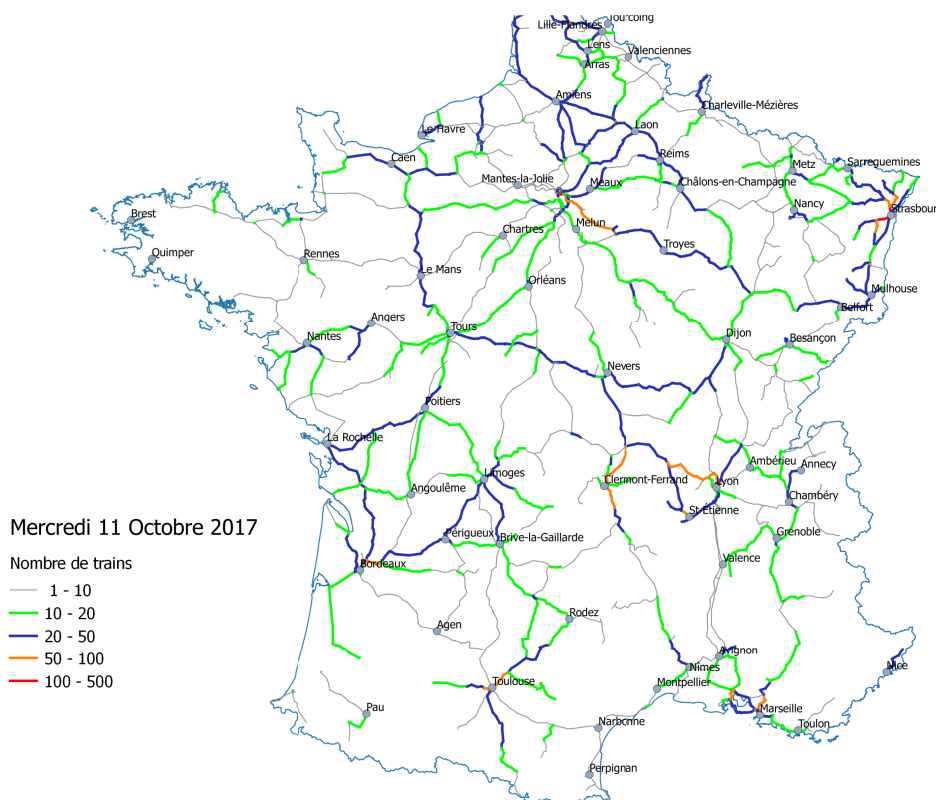 Tourcoing
Lille-Flandres
Lens
Valenciennes
Arras
Amiens
Charleville-Mézières
Le Havre
Laon
Caen
Reims
Metz
Sarreguemines
Mantes-la-Jolie
Meaux
Châlons-en-Champagne
Nancy
Strasbour
Brest
Chartres
Melun
Troyes
Quimper
Rennes
Le Mans
Orléans
Mulhouse
Belfort
Angers
Tours
Nantes
Dijon
Besançon
Nevers
Poitiers
La Rochelle
Ambérieu
Annecy
Limoges
Clermont-Ferrand
Lyon
Angoulême
Chambéry
St-Étienne
Mercredi 11 Octobre 2017
Périgueux
Brive-la-Gaillarde
Grenoble
Nombre de trains
Bordeaux
Valence
1 - 10
10 - 20
Rodez
20 - 50
Agen
50 - 100
Avignon
Nîmes
Nice
100 - 500
Toulouse
Montpellier
Pau
Marseille
Narbonne
Toulon
Perpignan